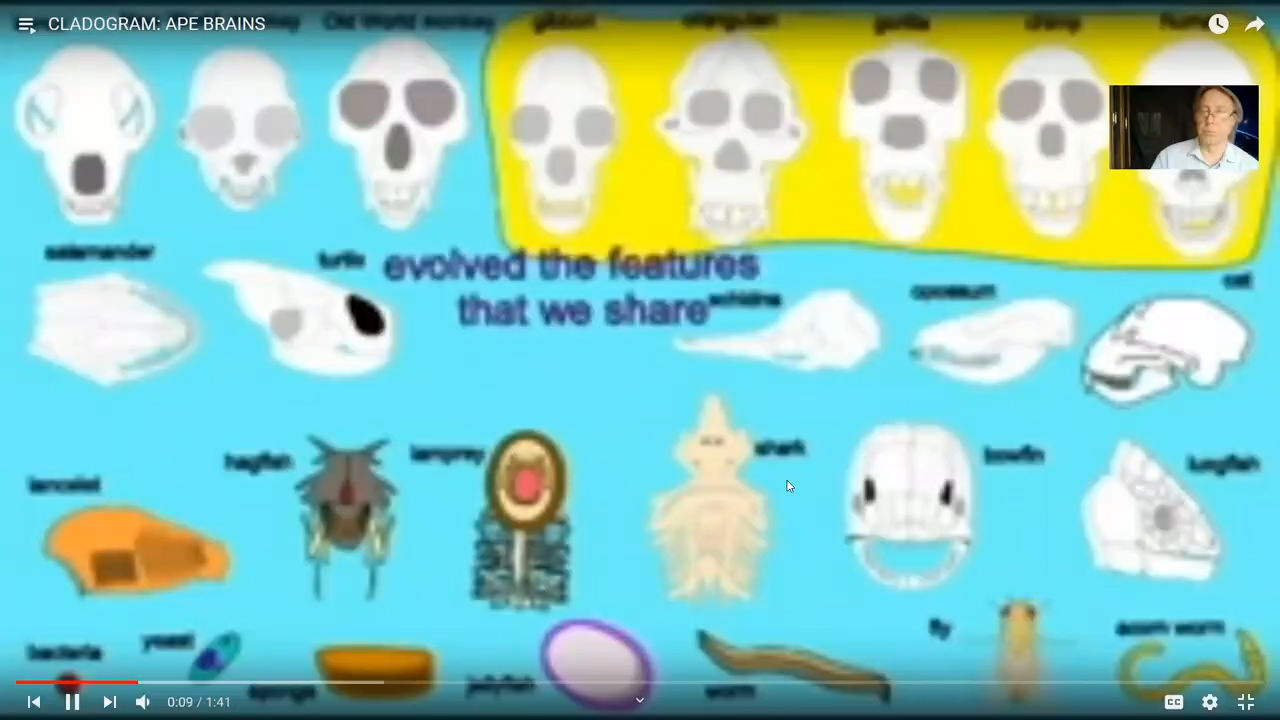 CLADOGRAM: APE BRAINS
Old World monkey
gibbon
orangutan
gorilla
chimp
salamander
turtle
evolved the features
that we share
echidna
opossum
cat
hagfish
lamprey
shark
bowfin
lungfish
lancelet
bacteria
yeast
sponge
jellyfish
worm
fly
acorn worm
0:09 / 1:41
CC